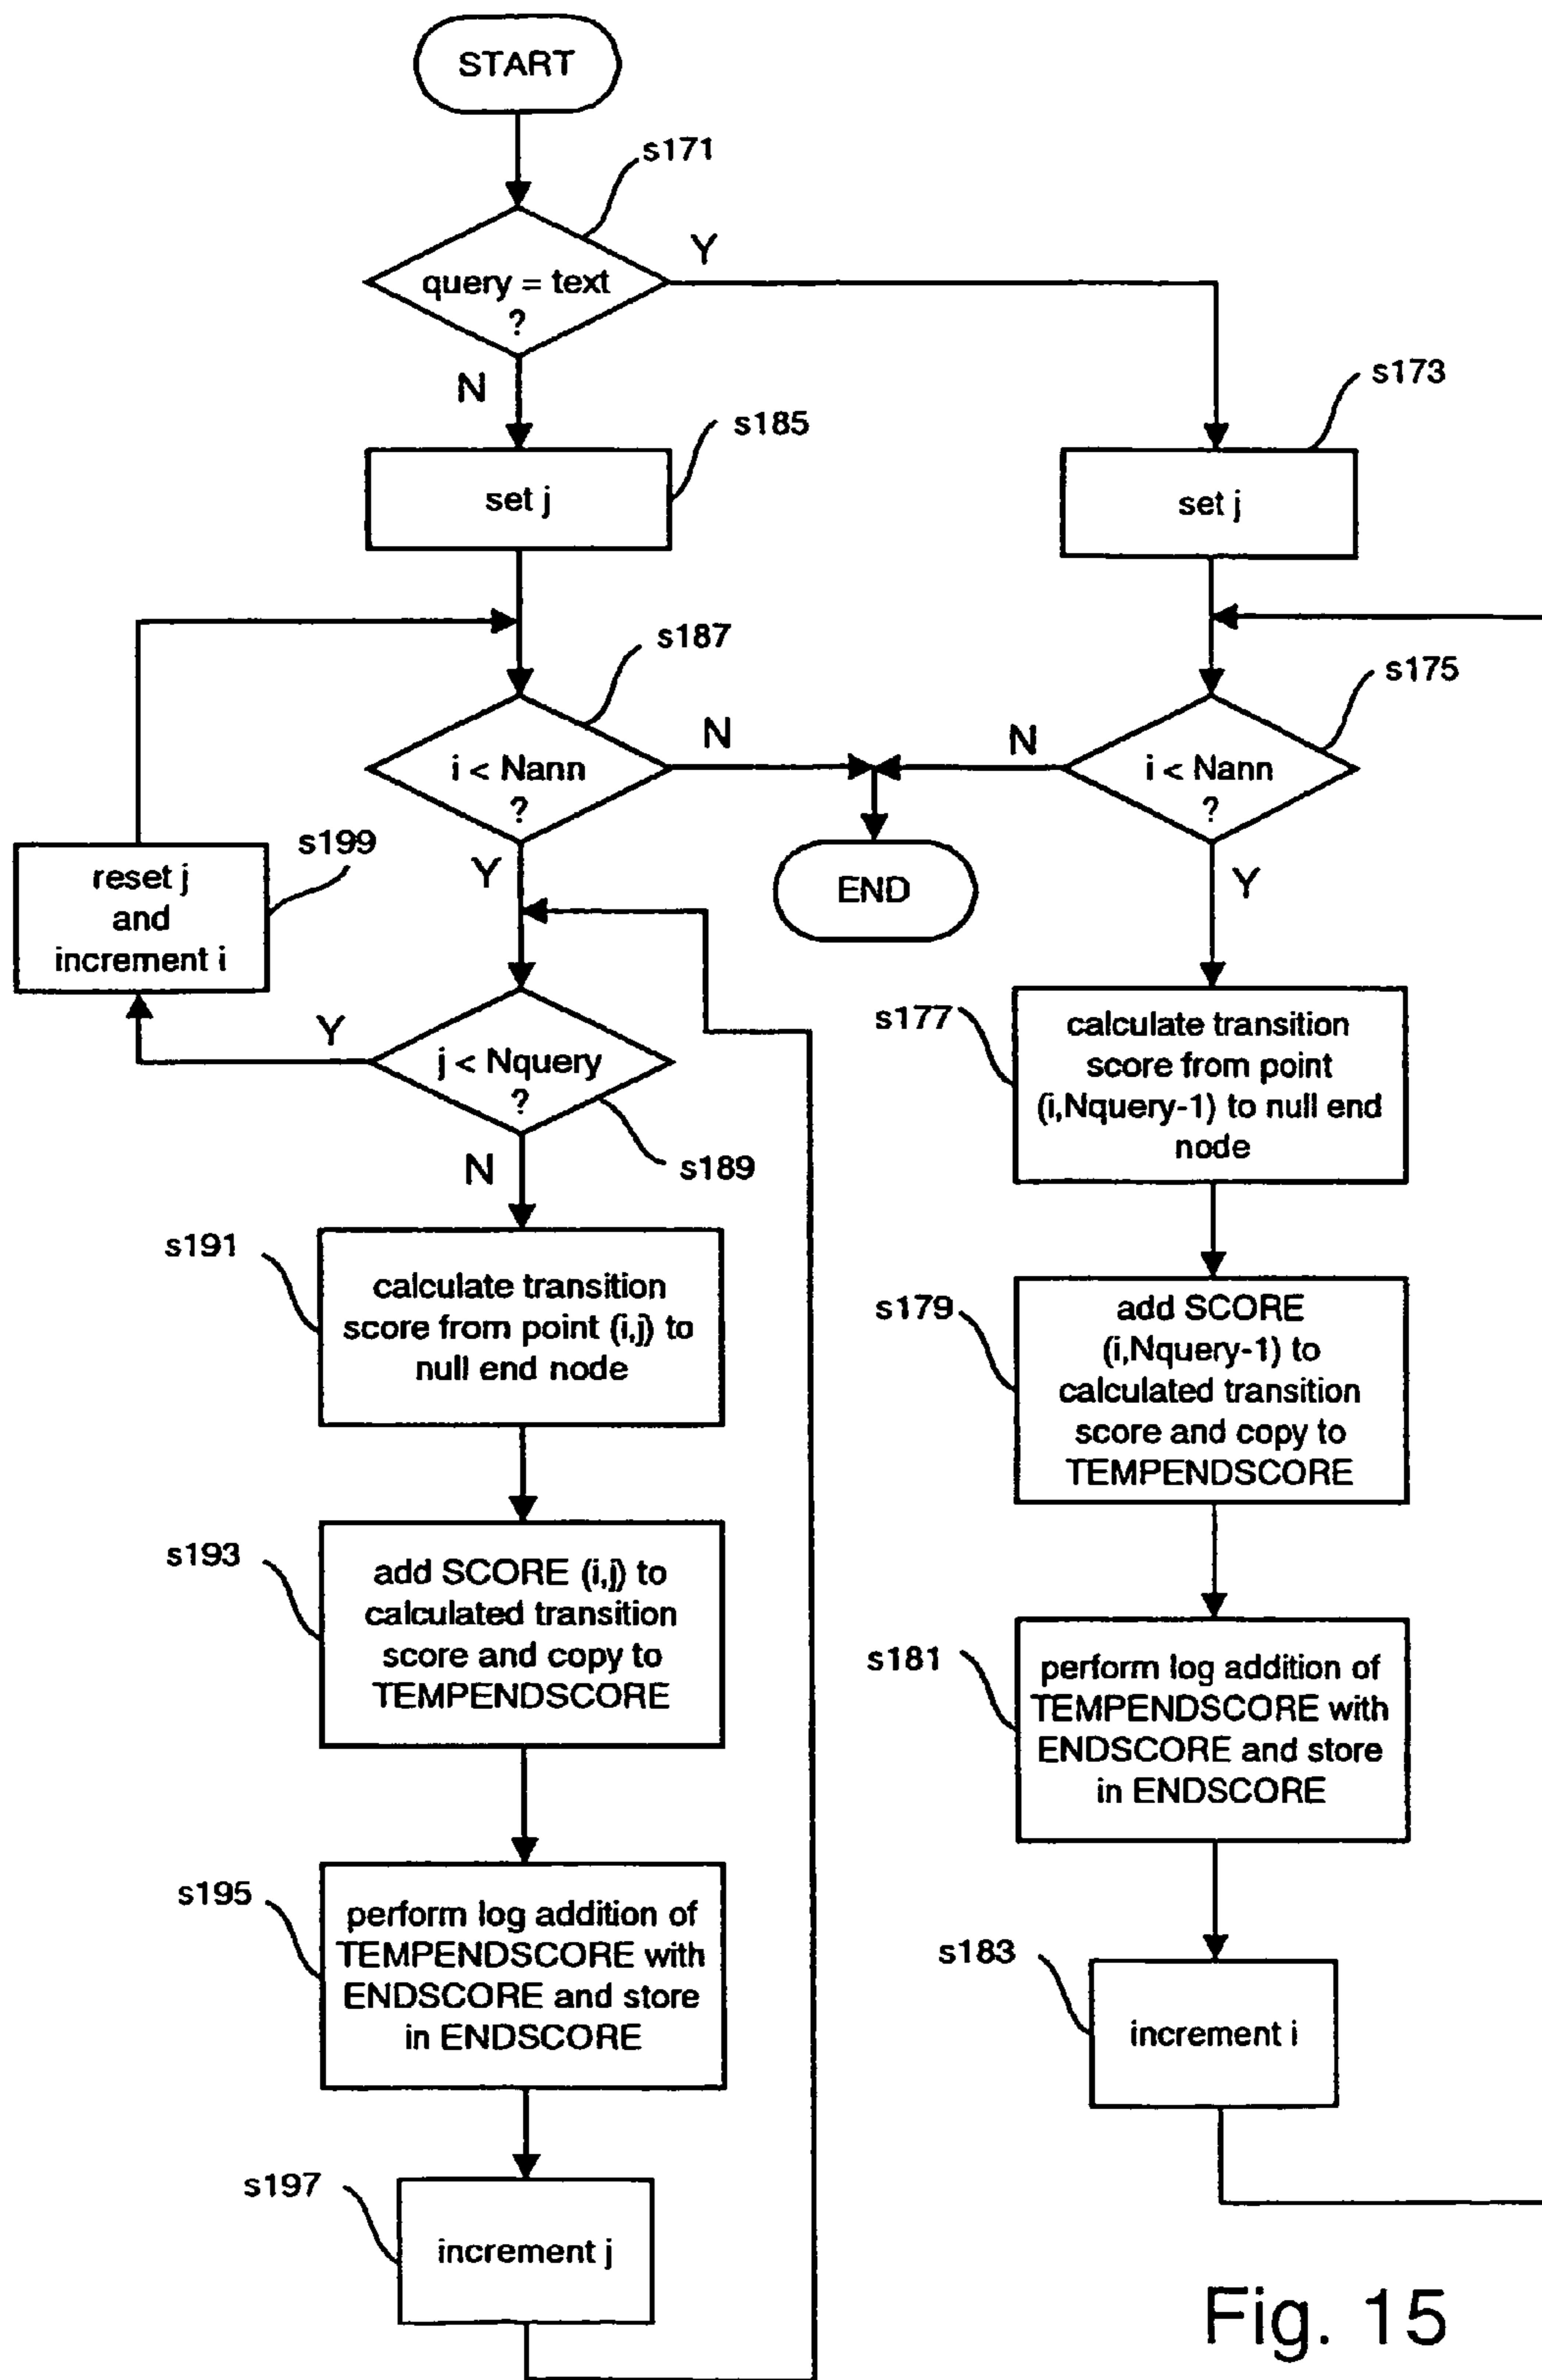 START
s171
query = text
?
Y
N
s185
set j
s173
set j
s187
i < Nann
?
N
Y
s175
i < Nann
?
N
Y
END
s199
reset j
and
increment i
Y
j < Nquery
?
s189
N
s177
calculate transition
score from point
(i,Nquery-1) to null end
node
s191
calculate transition
score from point (i,j) to
null end node
s179
add SCORE
(i,Nquery-1) to
calculated transition
score and copy to
TEMPENDSCORE
s193
add SCORE (i,j) to
calculated transition
score and copy to
TEMPENDSCORE
s181
perform log addition of
TEMPENDSCORE with
ENDSCORE and store
in ENDSCORE
s195
perform log addition of
TEMPENDSCORE with
ENDSCORE and store
in ENDSCORE
s183
increment i
s197
increment j
Fig. 15